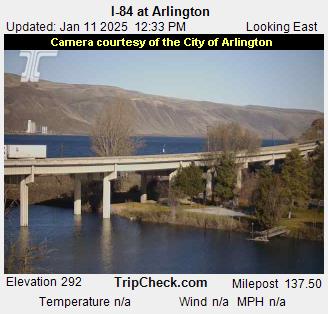 I-84 at Arlington
Updated: Jan 11 2025  12:33 PM Looking East
Camera courtesy of the City of Arlington
Elevation 292 TripCheck.com Milepost 137.50
Temperature n/a Wind n/a MPH n/a